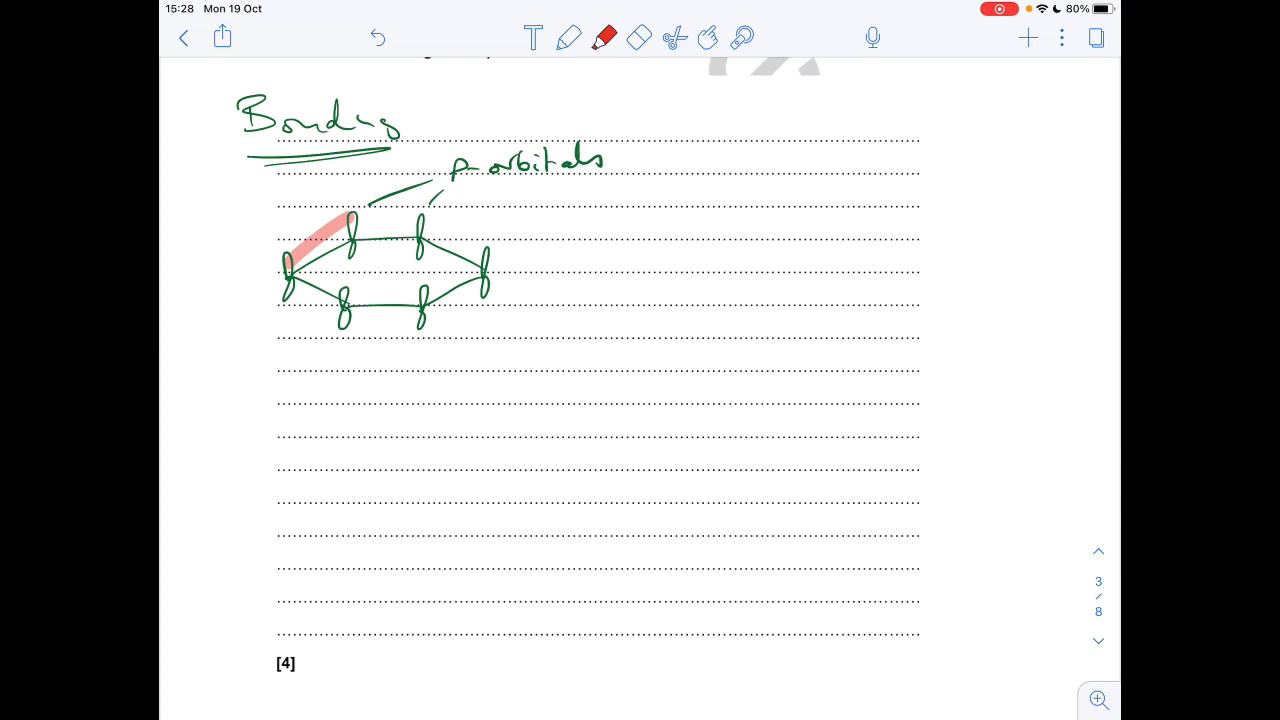 15:28 Mon 19 Oct 80%
T
Bonding
p-orbitals
3
/
8
[4]